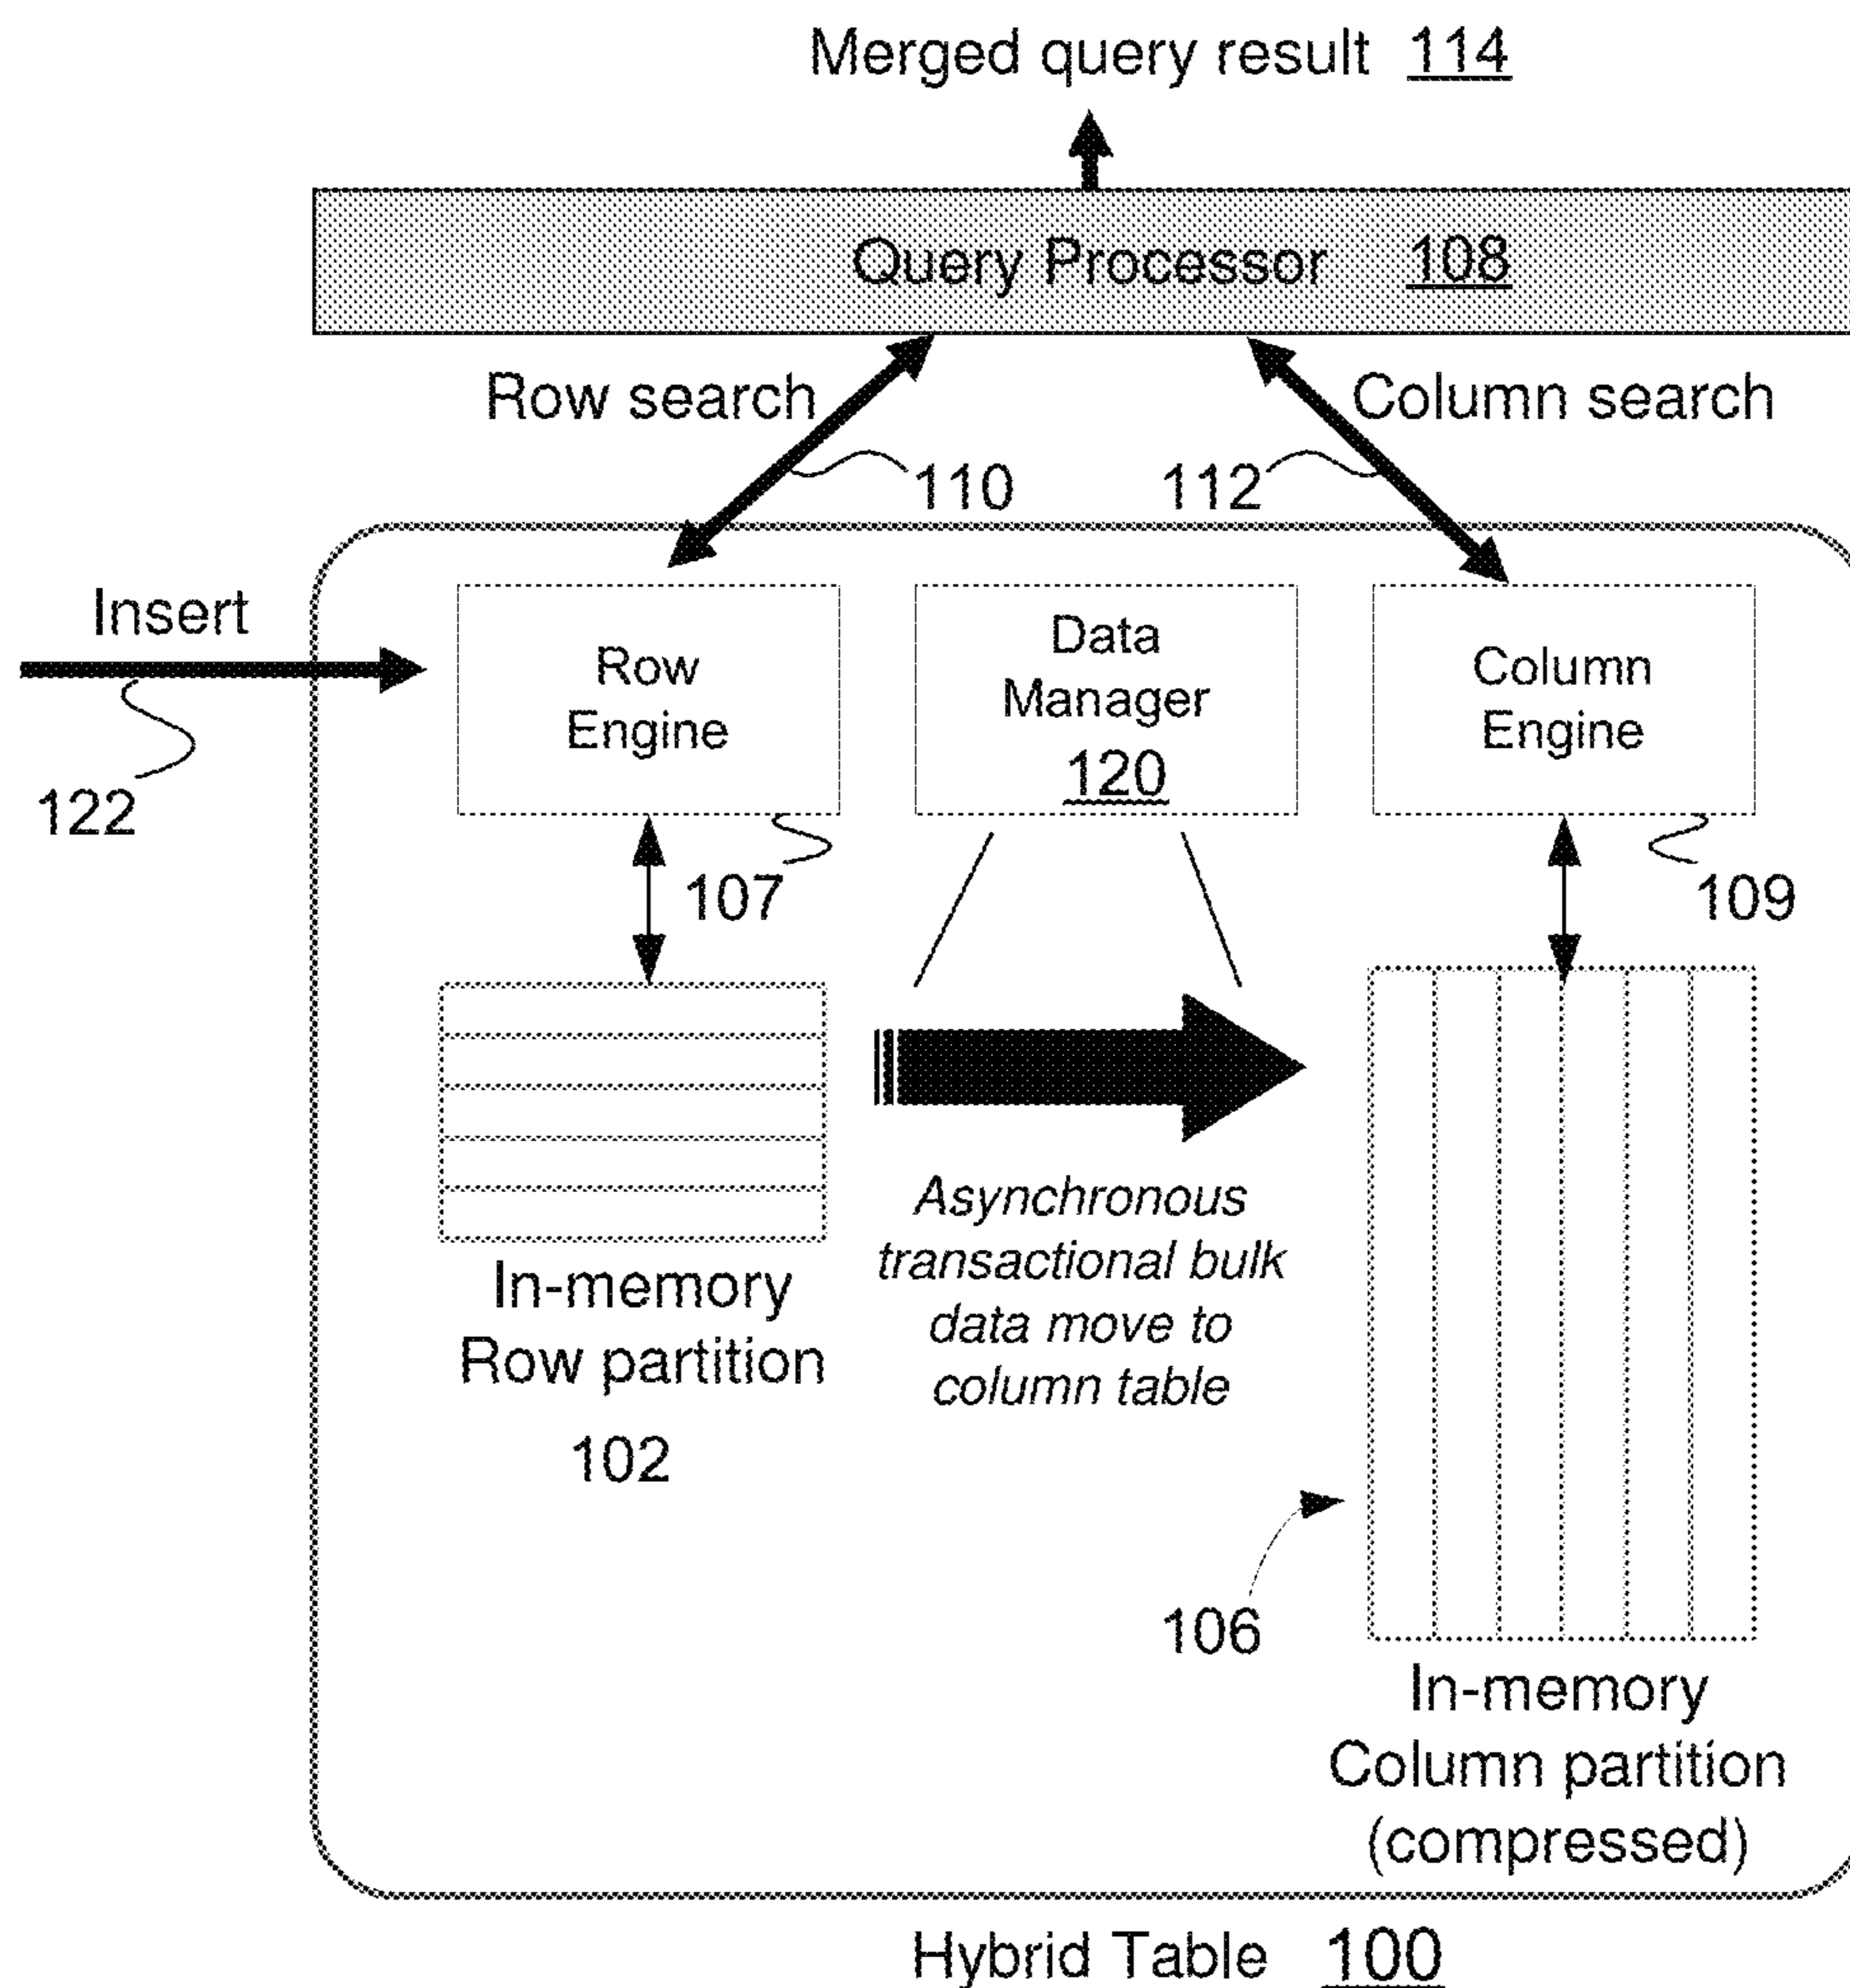 Merged query result 114
Query Processor 108
Row search
Column search
110
112
Insert
122
Row
Engine
Data
Manager
120
Column
Engine
107
109
In-memory
Row partition
102
Asynchronous
transactional bulk
data move to
column table
106
In-memory
Column partition
(compressed)
Hybrid Table 100